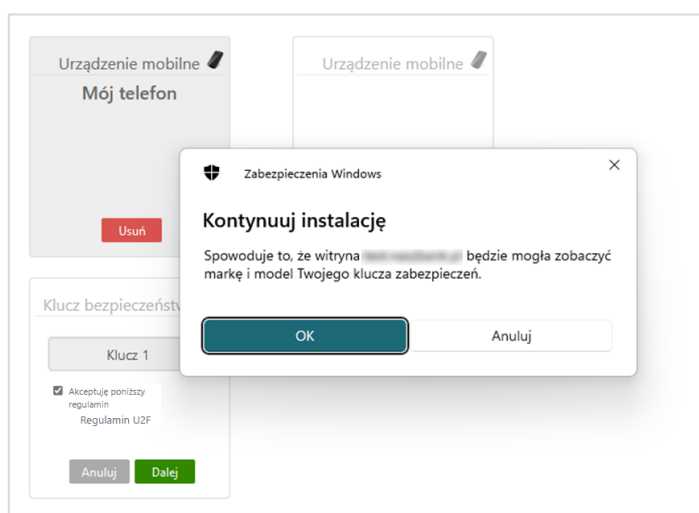 Urządzenie mobilne
Mój telefon
Usuń
Urządzenie mobilne
Zabezpieczenia Windows
Kontynuuj instalację
Spowoduje to, że witryna będzie mogła zobaczyć
markę i model Twojego klucza zabezpieczeń.
OK
Anuluj
Klucz bezpieczeństw
Klucz 1
Akceptuję poniższy
regulamin
Regulamin U2F
Anuluj
Dalej